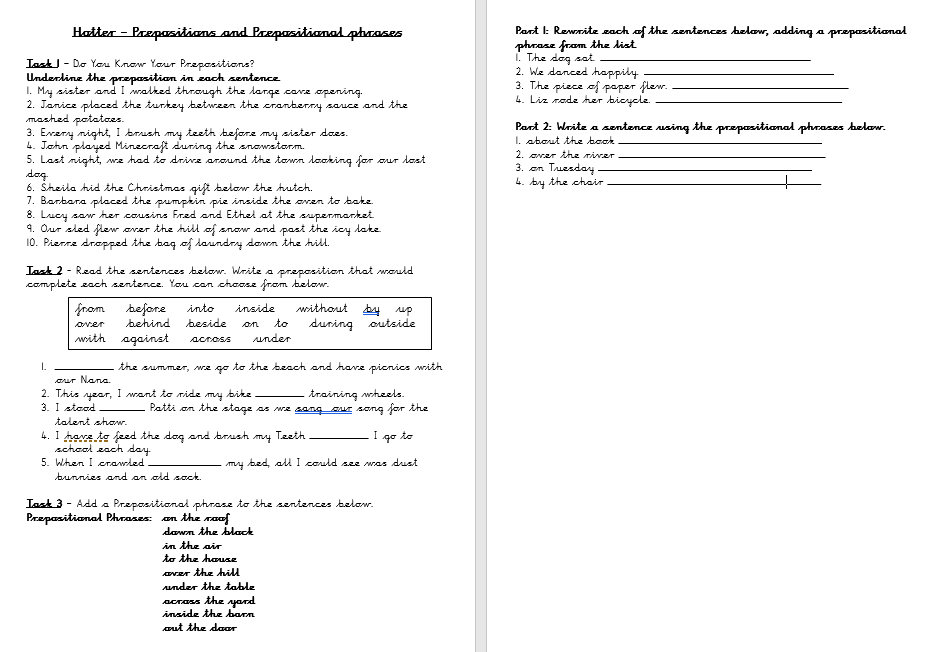 Hotter – Prepositions and Prepositional phrases
Task 1 – Do You Know Your Prepositions?
Underline the preposition in each sentence.
1. My sister and I walked through the large cave opening.
2. Janice placed the turkey between the cranberry sauce and the
mashed potatoes.
3. Every night, I brush my teeth before my sister does.
4. John played Minecraft during the snowstorm.
5. Last night, we had to drive around the town looking for our lost
dog.
6. Sheila hid the Christmas gift below the hutch.
7. Barbara placed the pumpkin pie inside the oven to bake.
8. Lucy saw her cousins Fred and Ethel at the supermarket.
9. Our sled flew over the hill of snow and past the icy lake.
10. Pierre dropped the bag of laundry down the hill.
Task 2 – Read the sentences below. Write a preposition that would
complete each sentence. You can choose from below.
from before into inside without by up
over behind beside on to during outside
with against across under
1. ________ the summer, we go to the beach and have picnics with
our Nana.
2. This year, I want to ride my bike _______ training wheels.
3. I stood ______ Patti on the stage as we sang our song for the
talent show.
4. I have to feed the dog and brush my Teeth ________ I go to
school each day.
5. When I crawled __________ my bed, all I could see was dust
bunnies and an old sock.
Task 3 – Add a Prepositional phrase to the sentences below.
Prepositional Phrases: on the roof
down the block
in the air
to the house
over the hill
under the table
across the yard
inside the barn
out the door
Part 1: Rewrite each of the sentences below, adding a prepositional
phrase from the list.
1. The dog sat. ______________________________
2. We danced happily. ___________________________
3. The piece of paper flew. _________________________
4. Liz rode her bicycle. ___________________________
Part 2: Write a sentence using the prepositional phrases below.
1. about the book _____________________________
2. over the river ______________________________
3. on Tuesday _______________________________
4. by the chair _______________________________